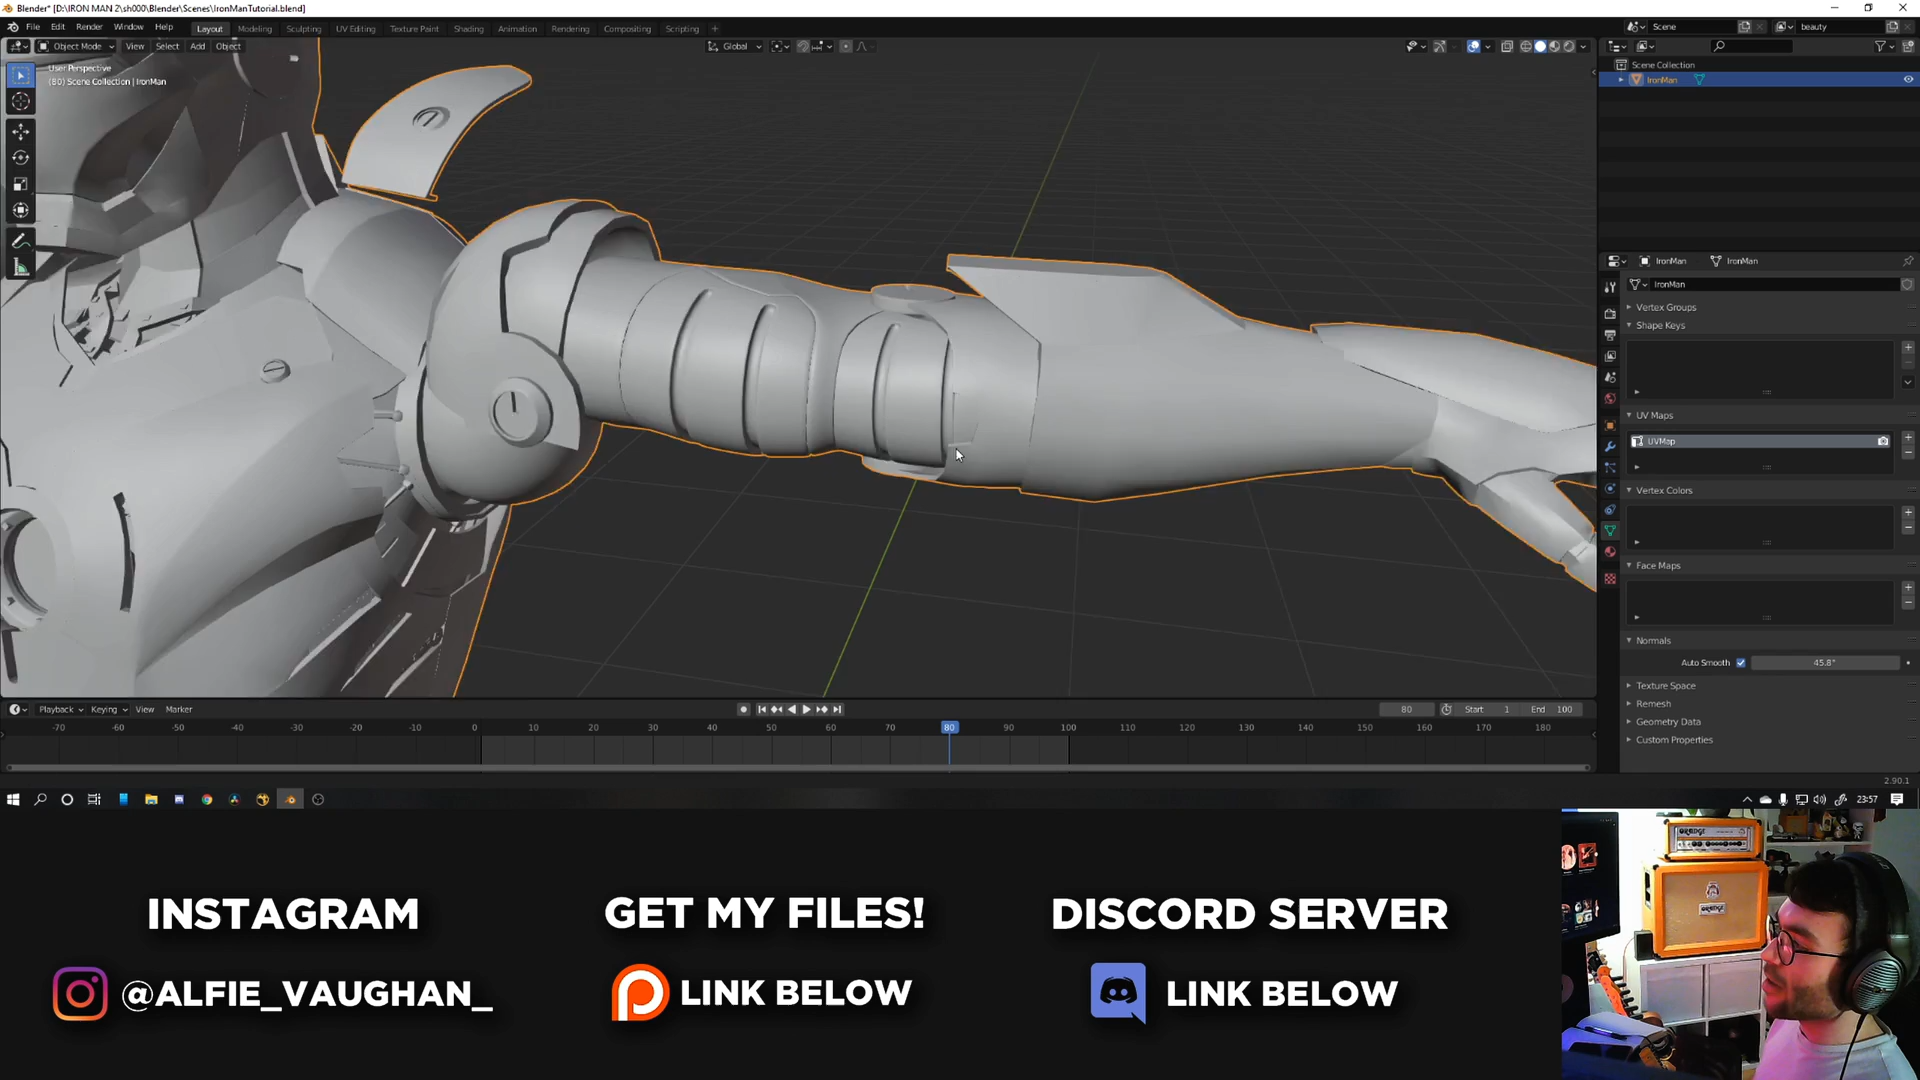 Blender* [D:\IRON MAN 2\sh000\Blender\Scenes\IronManTutorial.blend]
File Edit Render Window Help Layout Modeling Sculpting UV Editing Texture Paint Shading Animation Rendering Compositing Scripting + Scene beauty
Object Mode View Select Add Object Global
User Perspective
(80) Scene Collection | IronMan
Scene Collection
IronMan
IronMan IronMan
IronMan
Vertex Groups
Shape Keys
UV Maps
UVMap
Vertex Colors
Face Maps
Normals
Auto Smooth 45.8°
Texture Space
Remesh
Geometry Data
Custom Properties
Playback Keying View Marker 80 Start 1 End 100
-70 -60 -50 -40 -30 -20 -10 0 10 20 30 40 50 60 70 80 90 100 110 120 130 140 150 160 170 180
2.90.1
23:57
INSTAGRAM
@ALFIE_VAUGHAN_
GET MY FILES!
LINK BELOW
DISCORD SERVER
LINK BELOW
ORANGE
ORANGE